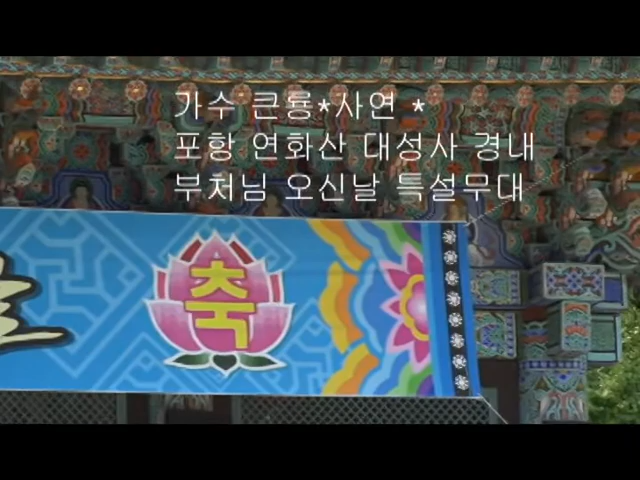 가수 큰룡*사연 *
포항 연화산 대성사 경내
부처님 오신날 특설무대
축